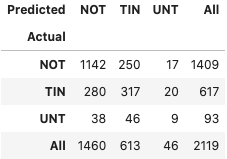 Predicted NOT TIN UNT All
Actual
NOT 1142 250 17 1409
TIN 280 317 20 617
UNT 38 46 9 93
All 1460 613 46 2119